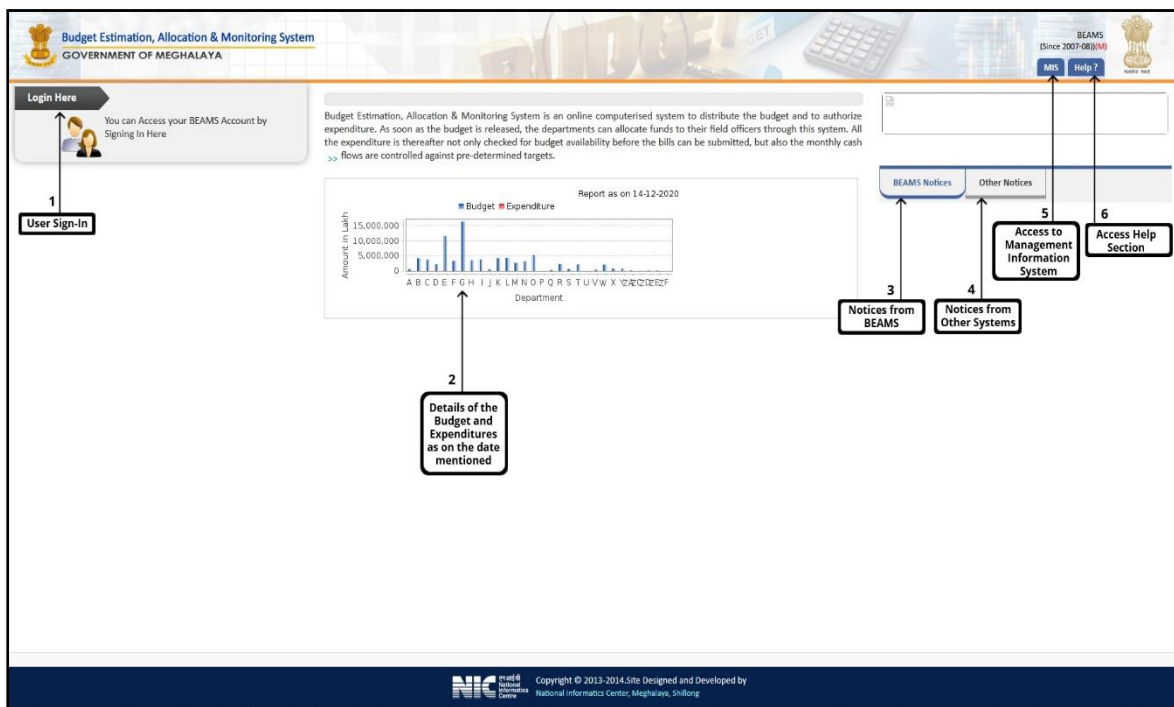 Budget Estimation, Allocation & Monitoring System
GOVERNMENT OF MEGHALAYA
BUDGET
BEAMS
(Since 2007-08)(M)
MIS
Help ?
Login Here
You can Access your BEAMS Account by
Signing In Here
1
User Sign-In
Budget Estimation, Allocation & Monitoring System is an online computerised system to distribute the budget and to authorize
expenditure. As soon as the budget is released, the departments can allocate funds to their field officers through this system. All
the expenditure is thereafter not only checked for budget availability before the bills can be submitted, but also the monthly cash
>> flows are controlled against pre-determined targets.
Report as on 14-12-2020
Budget Expenditure
Amount in Lakh
15,000,000
10,000,000
5,000,000
0
A B C D E F G H I J K L M N O P Q R S T U V W X
Department
2
Details of the
Budget and
Expenditures
as on the date
mentioned
BEAMS Notices
Other Notices
3
Notices from
BEAMS
4
Notices from
Other Systems
5
Access to
Management
Information
System
6
Access Help
Section
NIC
एन आई सी
National
Informatics
Centre
Copyright © 2013-2014.Site Designed and Developed by
National Informatics Center, Meghalaya, Shillong